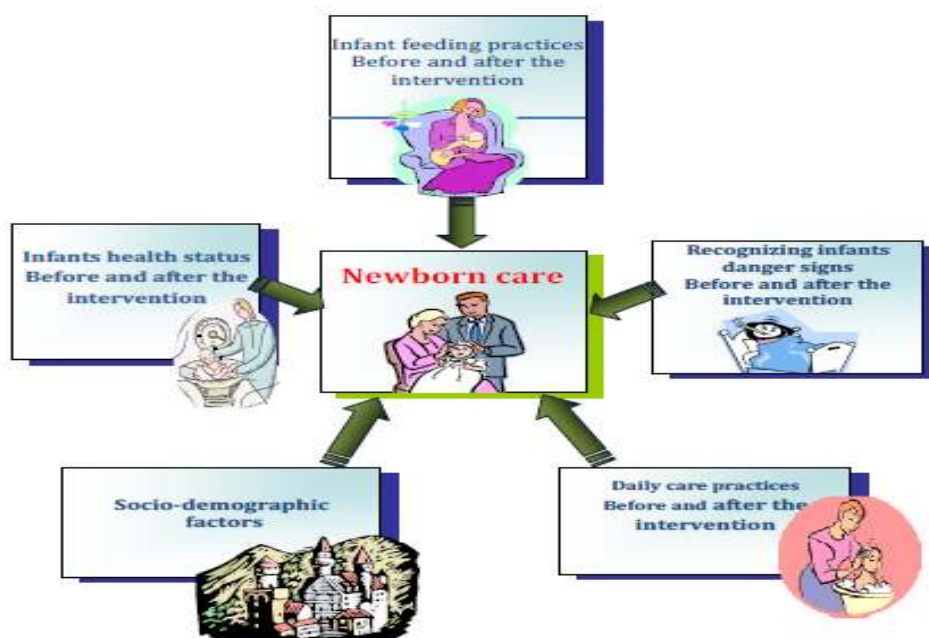 Infant feeding practices
Before and after the
intervention
Infants health status
Before and after the
intervention
Newborn care
Recognizing infants
danger signs
Before and after the
intervention
Socio-demographic
factors
Daily care practices
Before and after the
intervention